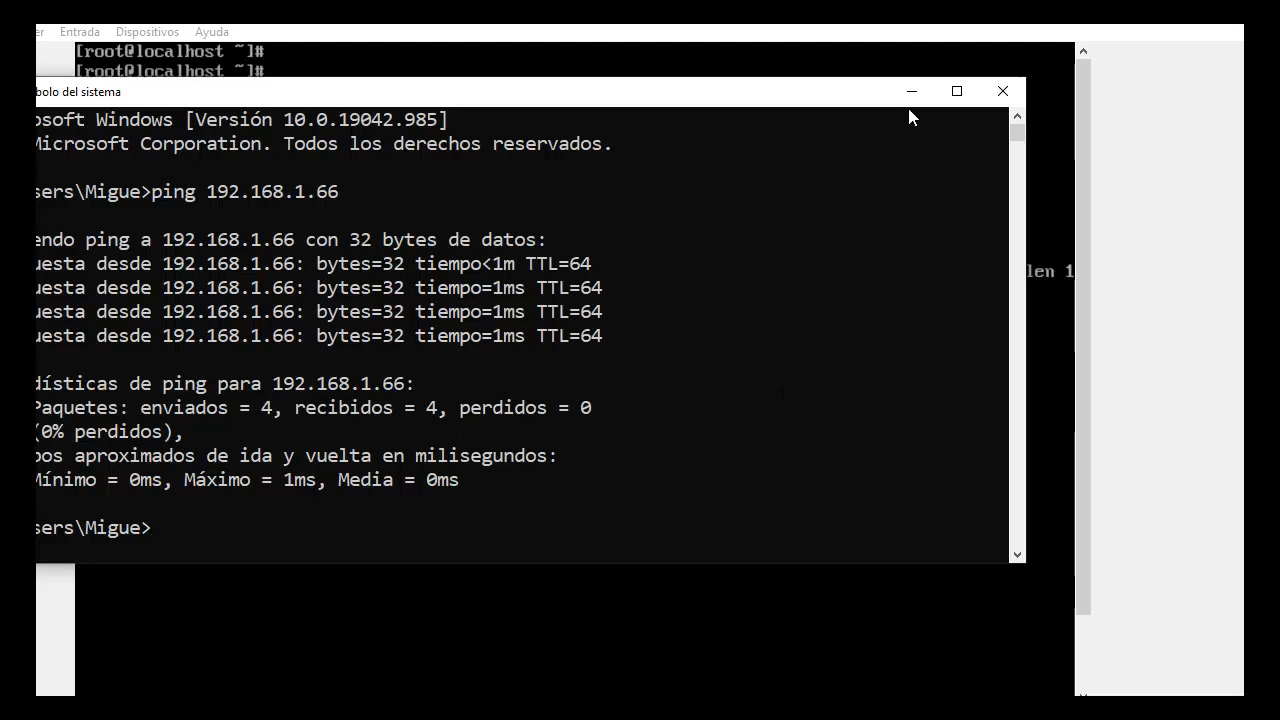 er Entrada Dispositivos Ayuda
[root@localhost ~]#
[root@localhost ~]#
bolo del sistema
osoft Windows [Versión 10.0.19042.985]
Microsoft Corporation. Todos los derechos reservados.
sers\Migue>ping 192.168.1.66
endo ping a 192.168.1.66 con 32 bytes de datos:
uesta desde 192.168.1.66: bytes=32 tiempo<1m TTL=64
uesta desde 192.168.1.66: bytes=32 tiempo=1ms TTL=64
len 1
uesta desde 192.168.1.66: bytes=32 tiempo=1ms TTL=64
uesta desde 192.168.1.66: bytes=32 tiempo=1ms TTL=64
dísticas de ping para 192.168.1.66:
Paquetes: enviados = 4, recibidos = 4, perdidos = 0
(0% perdidos),
pos aproximados de ida y vuelta en milisegundos:
Mínimo = 0ms, Máximo = 1ms, Media = 0ms
sers\Migue>